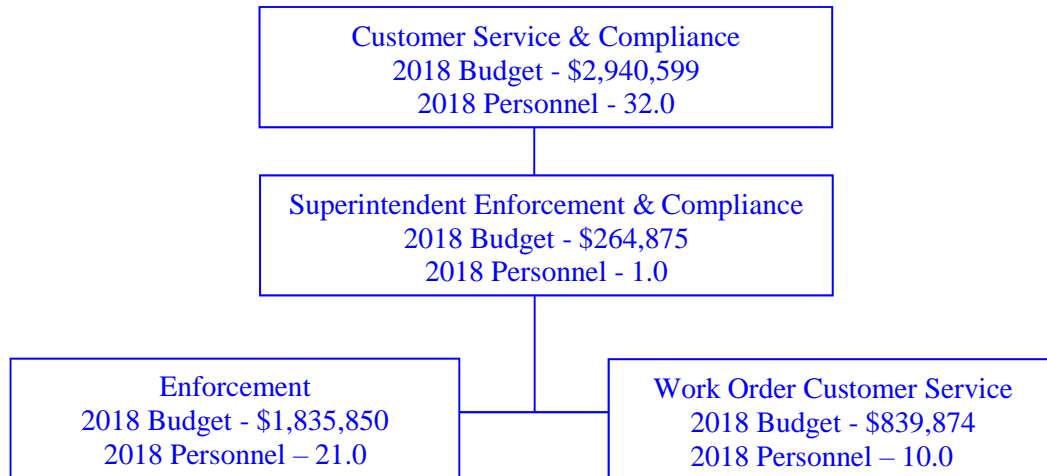 Customer Service & Compliance
2018 Budget - $2,940,599
2018 Personnel - 32.0
Superintendent Enforcement & Compliance
2018 Budget - $264,875
2018 Personnel - 1.0
Enforcement
2018 Budget - $1,835,850
2018 Personnel – 21.0
Work Order Customer Service
2018 Budget - $839,874
2018 Personnel – 10.0